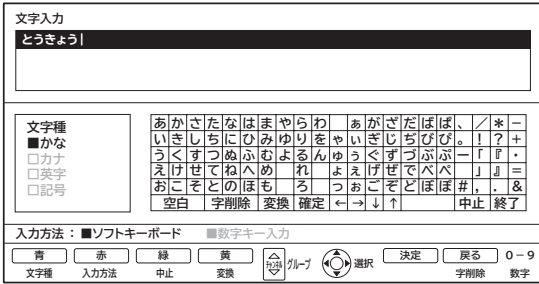 文字入力
とうきょう
文字種
■かな
□カナ
□英字
□記号
あかさたなはまやらわ ぁがざだばぱ、／＊－
いきしちにひみゆりをゃぃぎじぢびぴ。！？＋
うくすつぬふむよるんゅぅぐずづぶぷー「『・
えけせてねへめ れ ょぇげぜでべぺ 」』＝
おこそとのほも ろ っぉごぞどぼぽ＃，．＆
空白 字削除 変換 確定 ←→↓↑ 中止 終了
入力方法：■ソフトキーボード ■数字キー入力
青 赤 緑 黄 チャンネル グループ 選択 決定 戻る 0－9
文字種 入力方法 中止 変換 字削除 数字